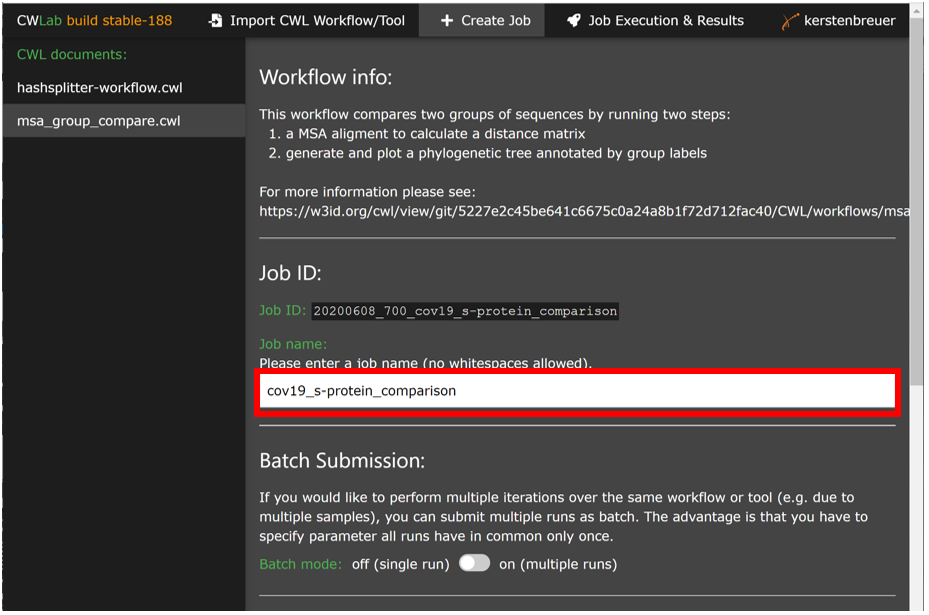 CWLab build stable-188
Import CWL Workflow/Tool
Create Job
Job Execution & Results
kerstenbreuer
CWL documents:
hashsplitter-workflow.cwl
msa_group_compare.cwl
Workflow info:
This workflow compares two groups of sequences by running two steps:
1. a MSA aligment to calculate a distance matrix
2. generate and plot a phylogenetic tree annotated by group labels
For more information please see:
https://w3id.org/cwl/view/git/5227e2c45be641c6675c0a24a8b1f72d712fac40/CWL/workflows/msa
Job ID:
Job ID: 20200608_700_cov19_s-protein_comparison
Job name:
Please enter a job name (no whitespaces allowed).
cov19_s-protein_comparison
Batch Submission:
If you would like to perform multiple iterations over the same workflow or tool (e.g. due to
multiple samples), you can submit multiple runs as batch. The advantage is that you have to
specify parameter all runs have in common only once.
Batch mode: off (single run) on (multiple runs)